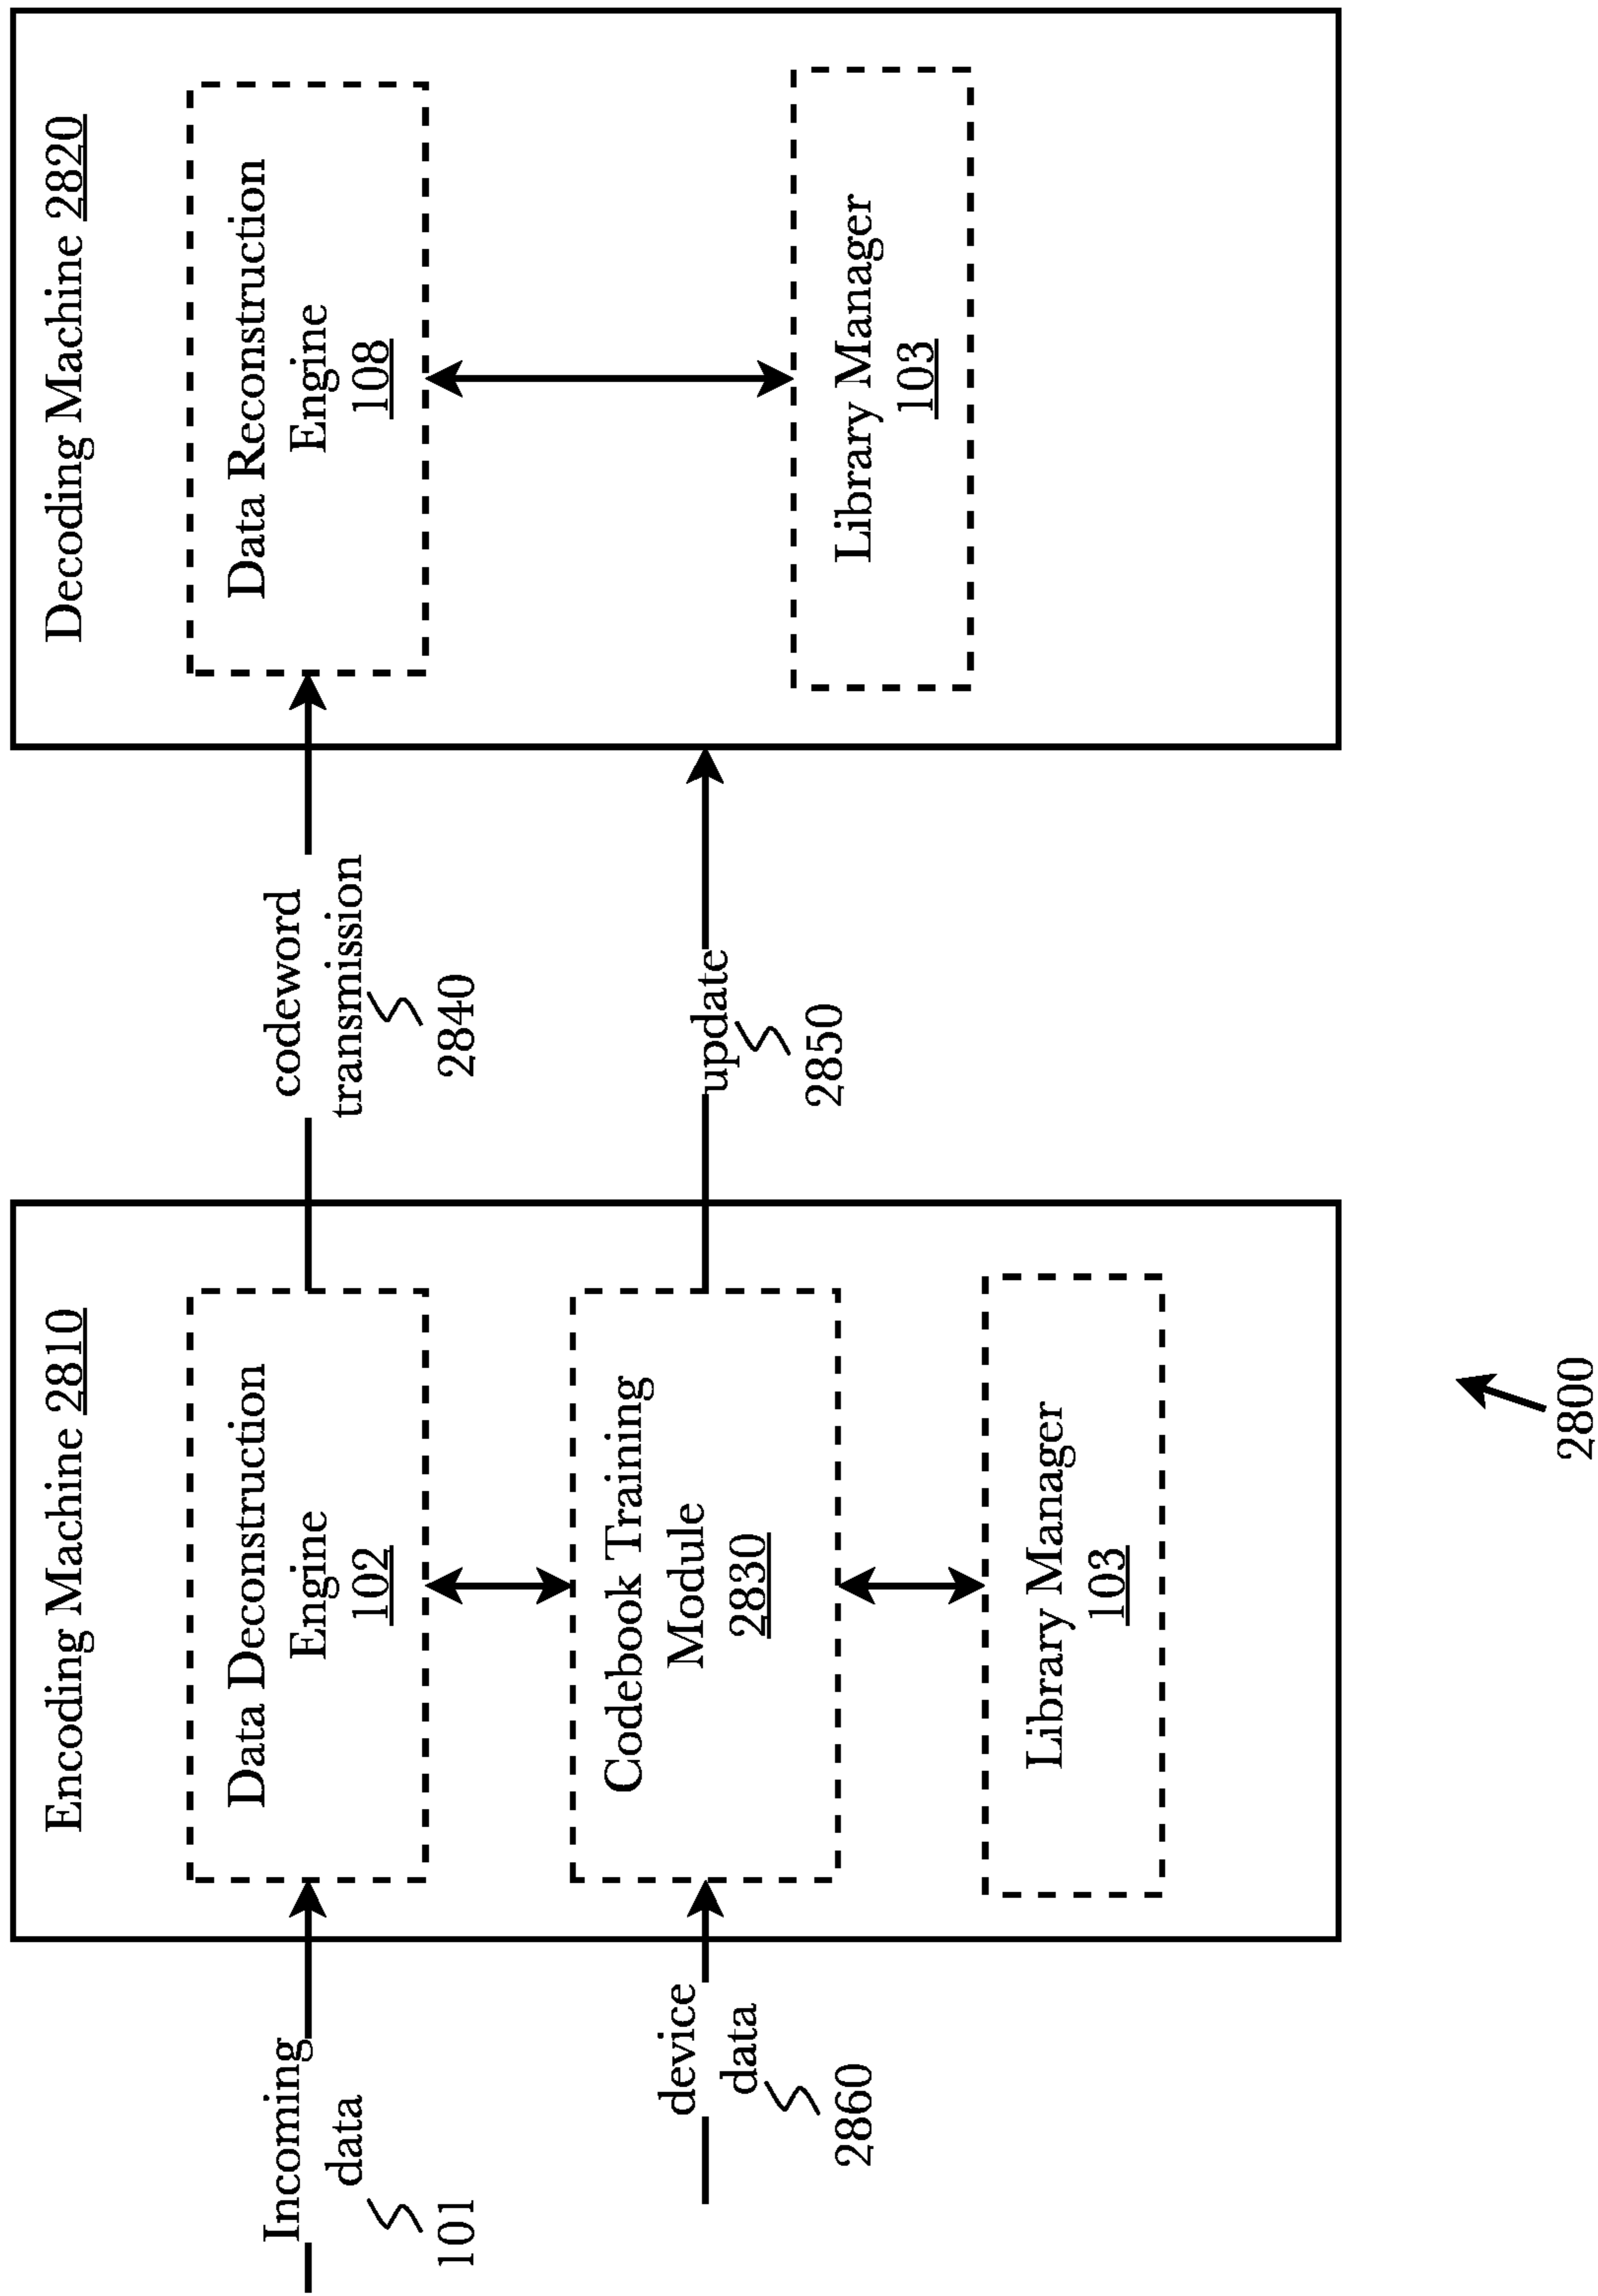 Encoding Machine 2810
Incoming
data
101
Data Deconstruction
Engine
102
device
data
2860
Codebook Training
Module
2830
Library Manager
103
codeword
transmission
2840
update
2850
Decoding Machine 2820
Data Reconstruction
Engine
108
Library Manager
103
2800